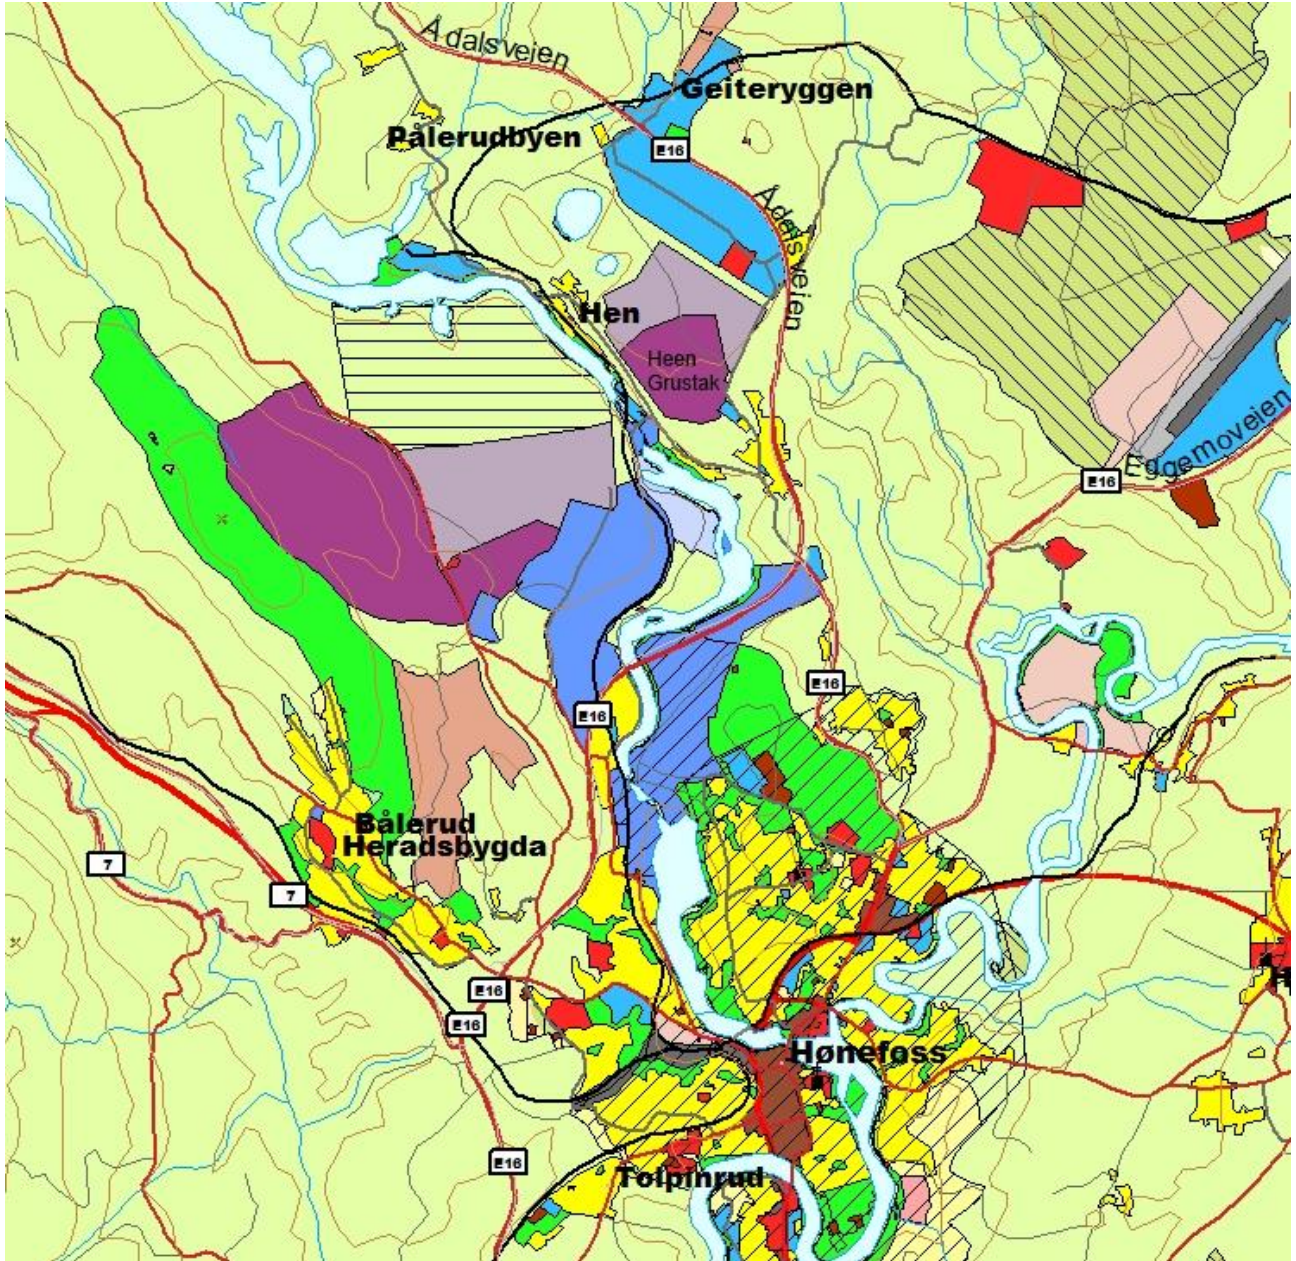 Ådalsveien
Geiteryggen
Pålerudbyen
E16
Ådalsveien
Hen
Heen
Grustak
Eggemoveien
E16
E16
E16
Bålerud
Heradsbygda
7
7
E16
E16
H
Hønefoss
E16
Tolpinrud